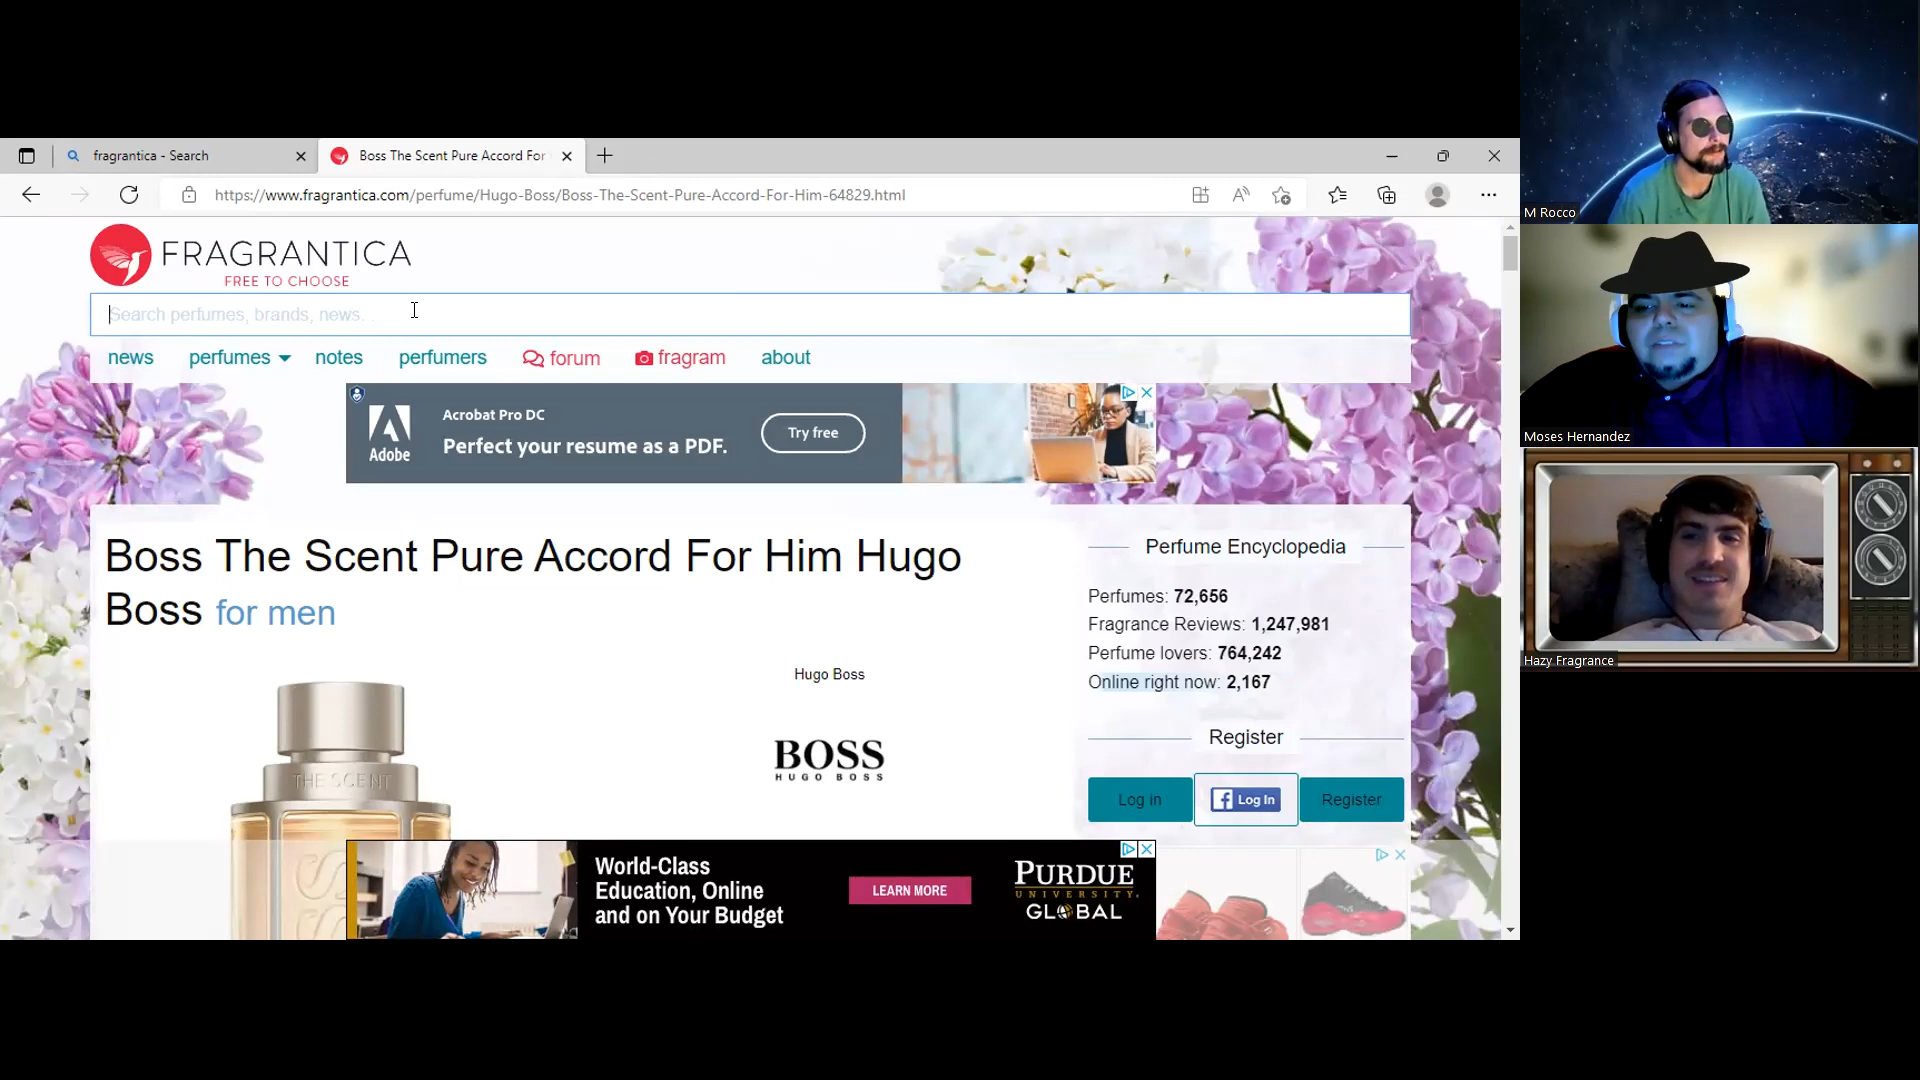 fragrantica - Search
Boss The Scent Pure Accord For
https://www.fragrantica.com/perfume/Hugo-Boss/Boss-The-Scent-Pure-Accord-For-Him-64829.html
FRAGRANTICA
FREE TO CHOOSE
Search perfumes, brands, news. .
news perfumes notes perfumers forum fragram about
Acrobat Pro DC
Perfect your resume as a PDF.
Adobe
Try free
Boss The Scent Pure Accord For Him Hugo
Boss for men
Hugo Boss
BOSS
HUGO BOSS
THE SCENT
Perfume Encyclopedia
Perfumes: 72,656
Fragrance Reviews: 1,247,981
Perfume lovers: 764,242
Online right now: 2,167
Register
Log in
Log In
Register
World-Class
Education, Online
and on Your Budget
LEARN MORE
PURDUE
UNIVERSITY.
GLOBAL
M Rocco
Moses Hernandez
Hazy Fragrance